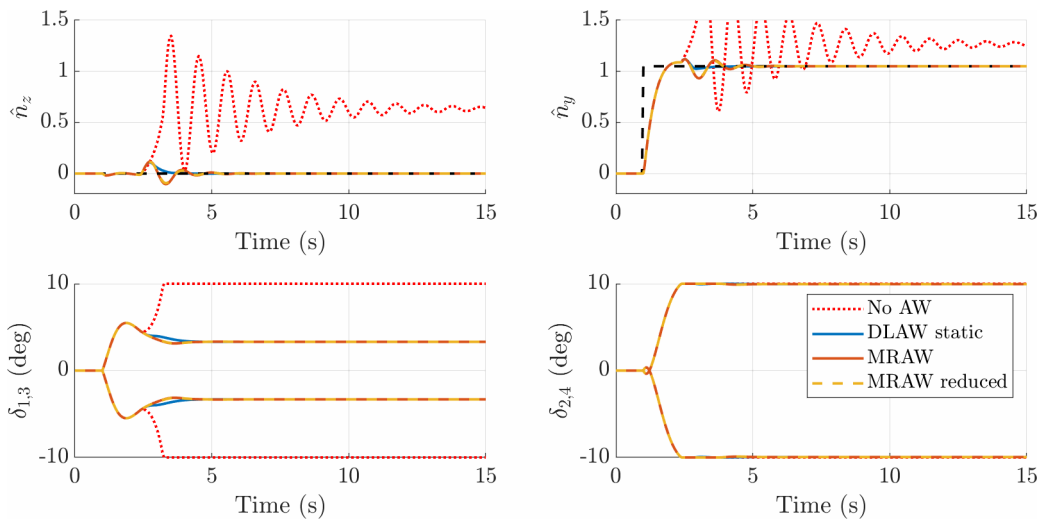 1.5
1
0.5
0
n̂z
0 5 10 15
Time (s)
1.5
1
0.5
0
n̂y
0 5 10 15
Time (s)
10
0
-10
δ1,3 (deg)
0 5 10 15
Time (s)
10
0
-10
δ2,4 (deg)
No AW
DLAW static
MRAW
MRAW reduced
0 5 10 15
Time (s)